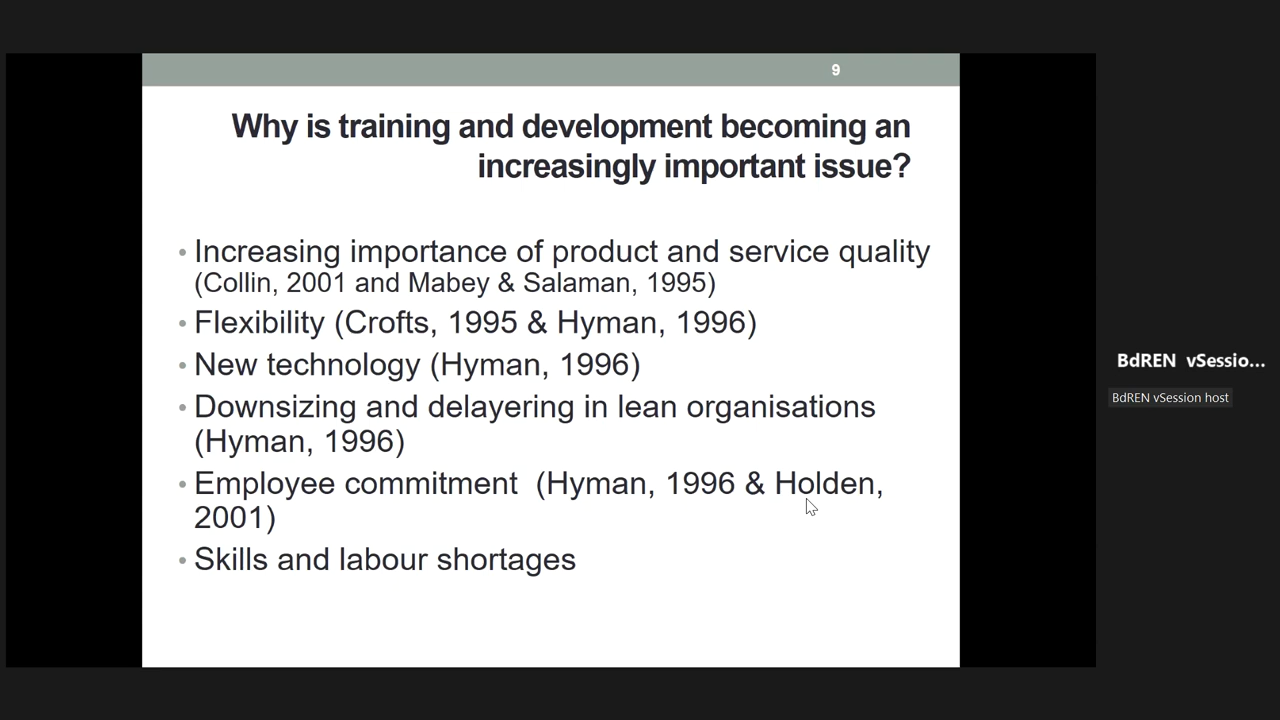 9
Why is training and development becoming an
increasingly important issue?
• Increasing importance of product and service quality
(Collin, 2001 and Mabey & Salaman, 1995)
• Flexibility (Crofts, 1995 & Hyman, 1996)
• New technology (Hyman, 1996)
• Downsizing and delayering in lean organisations
(Hyman, 1996)
• Employee commitment  (Hyman, 1996 & Holden,
2001)
• Skills and labour shortages
BdREN vSessio...
BdREN vSession host